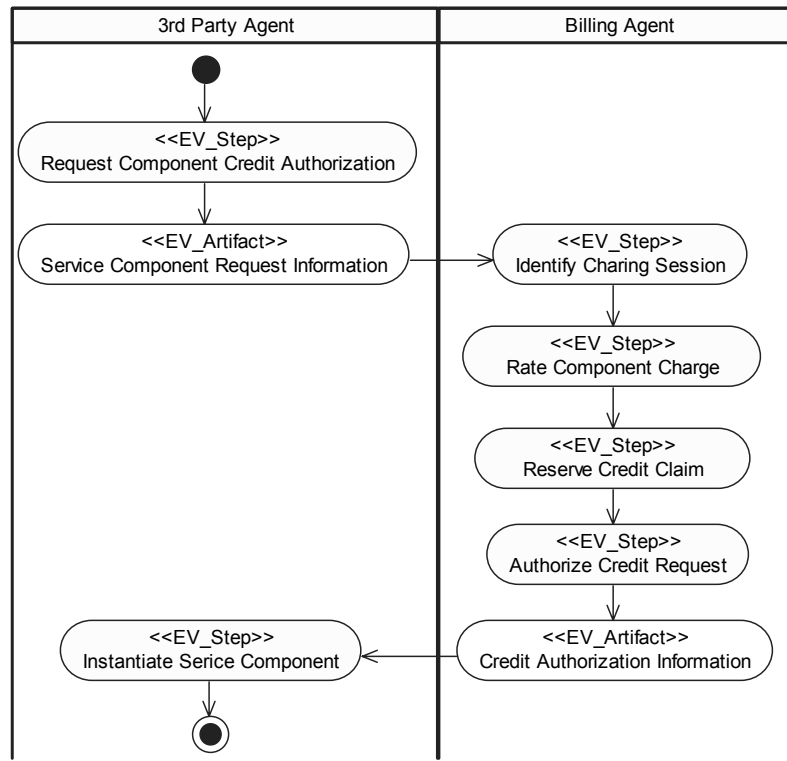 3rd Party Agent
Billing Agent
<<EV_Step>>
Request Component Credit Authorization
<<EV_Artifact>>
Service Component Request Information
<<EV_Step>>
Identify Charing Session
<<EV_Step>>
Rate Component Charge
<<EV_Step>>
Reserve Credit Claim
<<EV_Step>>
Authorize Credit Request
<<EV_Artifact>>
Credit Authorization Information
<<EV_Step>>
Instantiate Serice Component